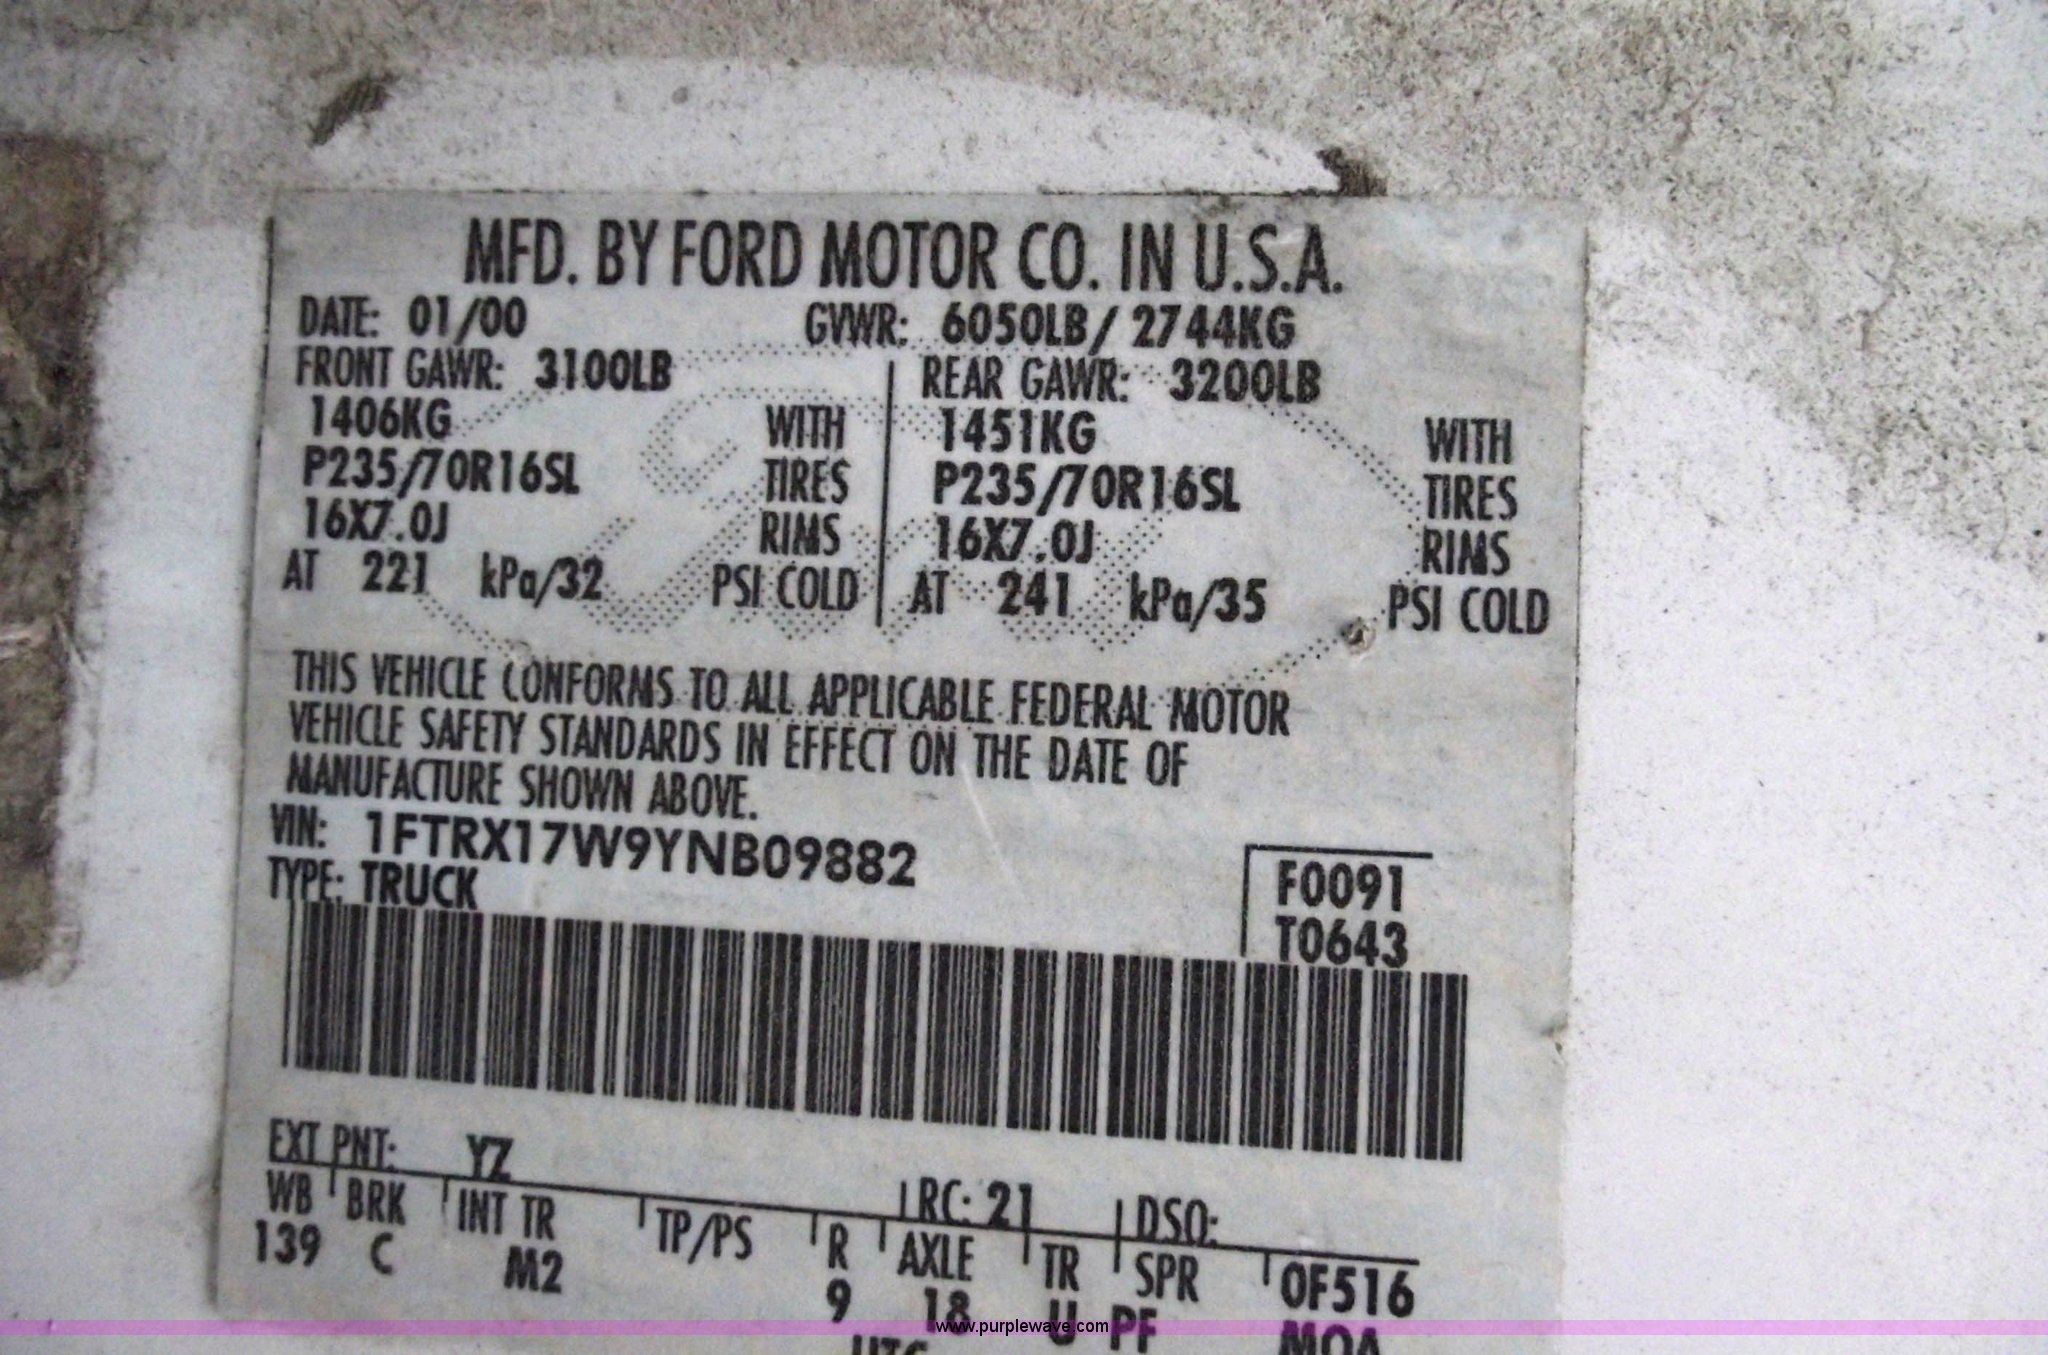 MFD. BY FORD MOTOR CO. IN U.S.A.
DATE: 01/00 GVWR: 6050LB/ 2744KG
FRONT GAWR: 3100LB REAR GAWR: 3200LB
1406KG WITH 1451KG WITH
P235/70R16SL TIRES P235/70R16SL TIRES
16X7.0J RIMS 16X7.0J RIMS
AT 221 kPa/32 PSI COLD AT 241 kPa/35 PSI COLD
THIS VEHICLE CONFORMS TO ALL APPLICABLE FEDERAL MOTOR
VEHICLE SAFETY STANDARDS IN EFFECT ON THE DATE OF
MANUFACTURE SHOWN ABOVE.
VIN: 1FTRX17W9YNB09882
TYPE: TRUCK
F0091
T0643
EXT PNT: YZ RC: 21 DSO:
WB BRK INT TR TP/PS R AXLE TR SPR 0F516
139 C M2 9 18 U PF
www.purplewave.com